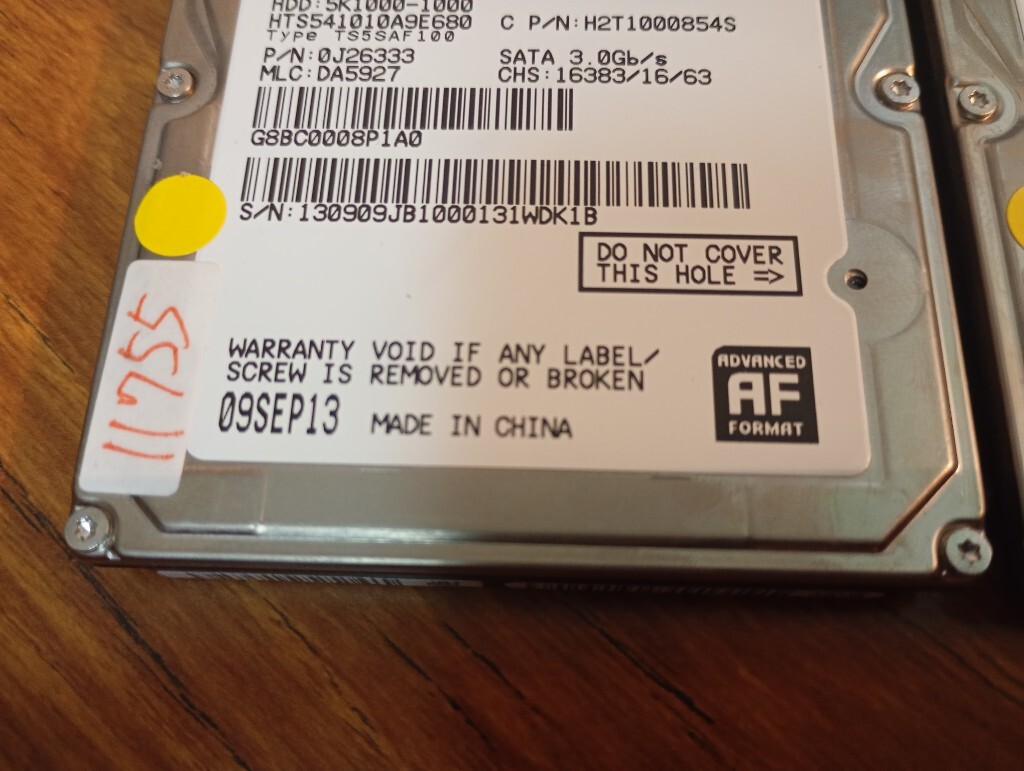 HDD:5K1000-1000
HTS541010A9E680 C P/N:H2T1000854S
Type TS5SAF100
P/N:0J26333 SATA 3.0Gb/s
MLC:DA5927 CHS:16383/16/63
G8BC0008P1A0
S/N:130909JB1000131WDK1B
DO NOT COVER
THIS HOLE =>
WARRANTY VOID IF ANY LABEL/
SCREW IS REMOVED OR BROKEN
09SEP13 MADE IN CHINA
ADVANCED
AF
FORMAT
11755